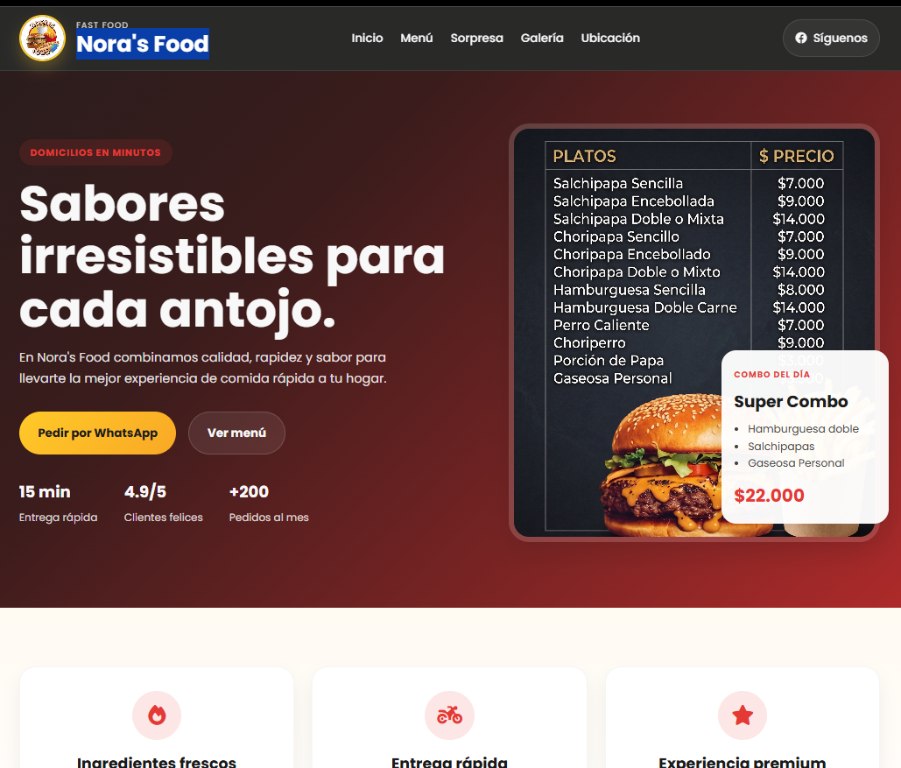 FAST FOOD
Nora's Food
Inicio
Menú
Sorpresa
Galería
Ubicación
Síguenos
DOMICILIOS EN MINUTOS
Sabores
irresistibles para
cada antojo.
En Nora's Food combinamos calidad, rapidez y sabor para
llevarte la mejor experiencia de comida rápida a tu hogar.
Pedir por WhatsApp
Ver menú
15 min
Entrega rápida
4.9/5
Clientes felices
+200
Pedidos al mes
PLATOS $ PRECIO
Salchipapa Sencilla $7.000
Salchipapa Encebollada $9.000
Salchipapa Doble o Mixta $14.000
Choripapa Sencillo $7.000
Choripapa Encebollado $9.000
Choripapa Doble o Mixto $14.000
Hamburguesa Sencilla $8.000
Hamburguesa Doble Carne $14.000
Perro Caliente $7.000
Choriperro $9.000
Porción de Papa
Gaseosa Personal
COMBO DEL DÍA
Super Combo
• Hamburguesa doble
• Salchipapas
• Gaseosa Personal
$22.000
Ingredientes frescos
Entrega rápida
Experiencia premium